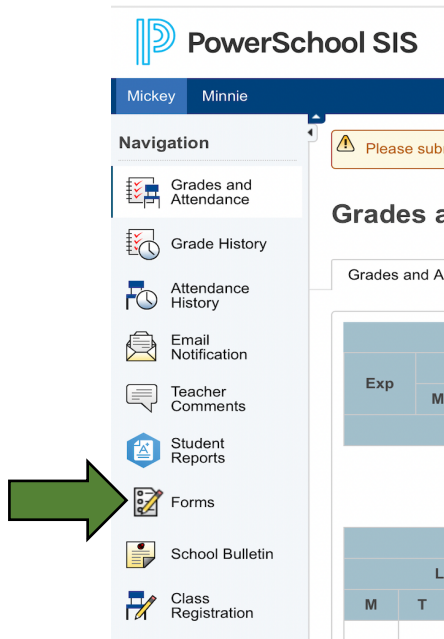 PowerSchool SIS
Mickey Minnie
Navigation
Grades and
Attendance
Grade History
Attendance
History
Email
Notification
Teacher
Comments
Student
Reports
Forms
School Bulletin
Class
Registration
Please sub
Grades a
Grades and A
Exp
M
L
M T